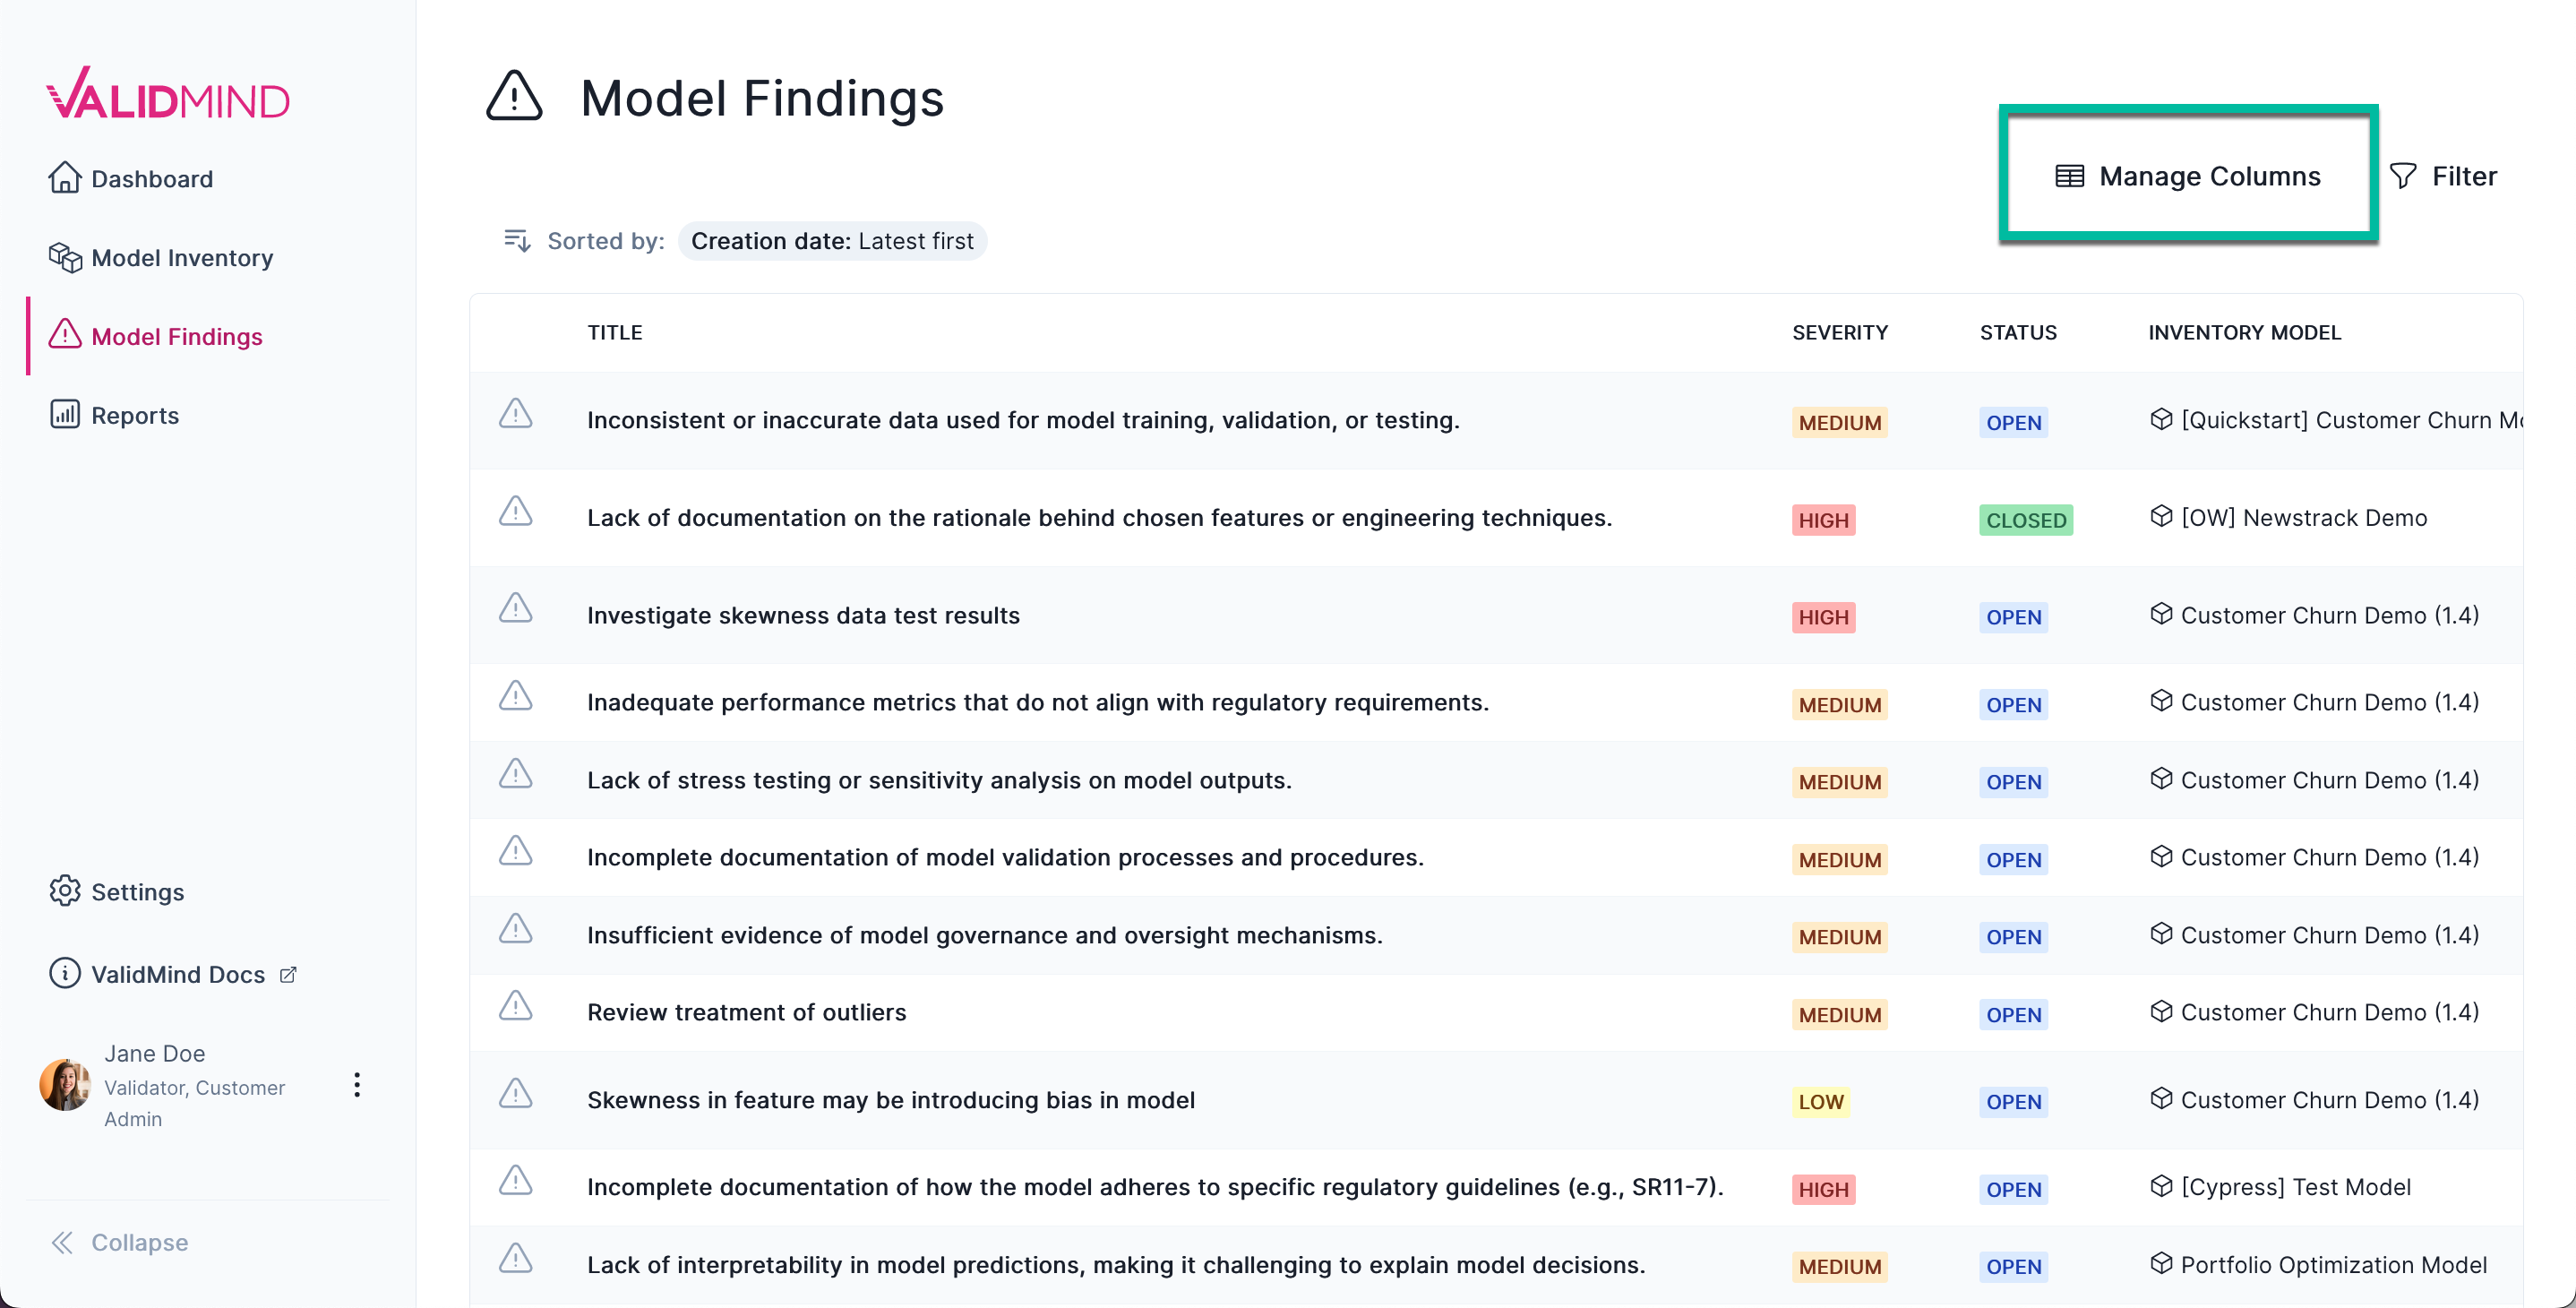 VALIDMIND
Dashboard
Model Inventory
Model Findings
Reports
Settings
ValidMind Docs
Jane Doe
Validator, Customer
Admin
Collapse
Model Findings
Manage Columns
Filter
Sorted by: Creation date: Latest first
TITLE SEVERITY STATUS INVENTORY MODEL
Inconsistent or inaccurate data used for model training, validation, or testing. MEDIUM OPEN [Quickstart] Customer Churn Mo
Lack of documentation on the rationale behind chosen features or engineering techniques. HIGH CLOSED [OW] Newstrack Demo
Investigate skewness data test results HIGH OPEN Customer Churn Demo (1.4)
Inadequate performance metrics that do not align with regulatory requirements. MEDIUM OPEN Customer Churn Demo (1.4)
Lack of stress testing or sensitivity analysis on model outputs. MEDIUM OPEN Customer Churn Demo (1.4)
Incomplete documentation of model validation processes and procedures. MEDIUM OPEN Customer Churn Demo (1.4)
Insufficient evidence of model governance and oversight mechanisms. MEDIUM OPEN Customer Churn Demo (1.4)
Review treatment of outliers MEDIUM OPEN Customer Churn Demo (1.4)
Skewness in feature may be introducing bias in model LOW OPEN Customer Churn Demo (1.4)
Incomplete documentation of how the model adheres to specific regulatory guidelines (e.g., SR11-7). HIGH OPEN [Cypress] Test Model
Lack of interpretability in model predictions, making it challenging to explain model decisions. MEDIUM OPEN Portfolio Optimization Model